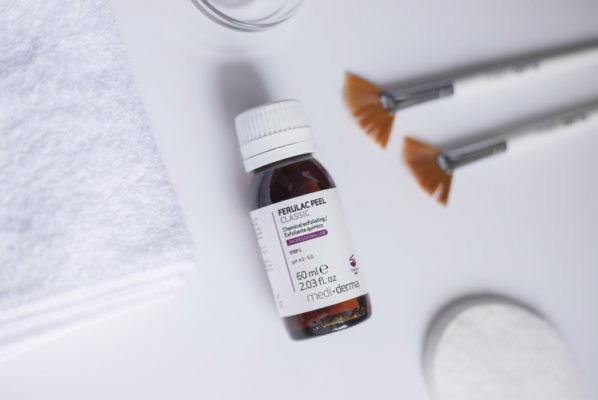 FERULAC PEEL
CLASSIC
Chemical exfoliating /
Exfoliante químico
PROFESSIONAL USE
STEP 1
pH 4.0 - 5.0
60 ml ℮
2.03 fl. oz
medi+derma